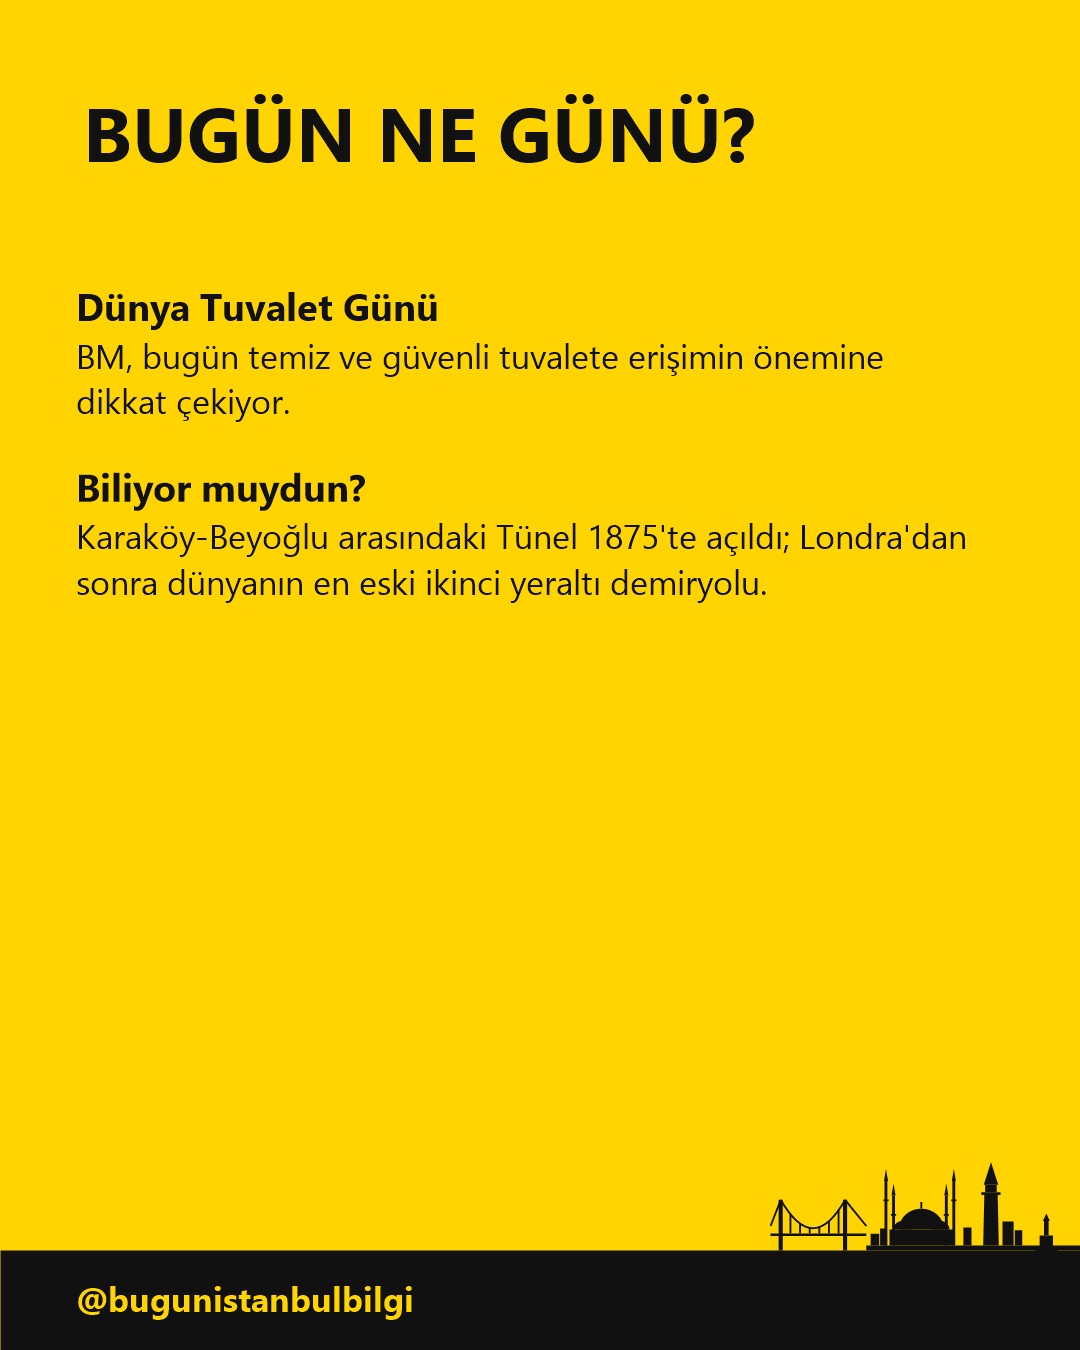 BUGÜN NE GÜNÜ?
Dünya Tuvalet Günü
BM, bugün temiz ve güvenli tuvalete erişimin önemine
dikkat çekiyor.
Biliyor muydun?
Karaköy-Beyoğlu arasındaki Tünel 1875'te açıldı; Londra'dan
sonra dünyanın en eski ikinci yeraltı demiryolu.
@bugunistanbulbilgi